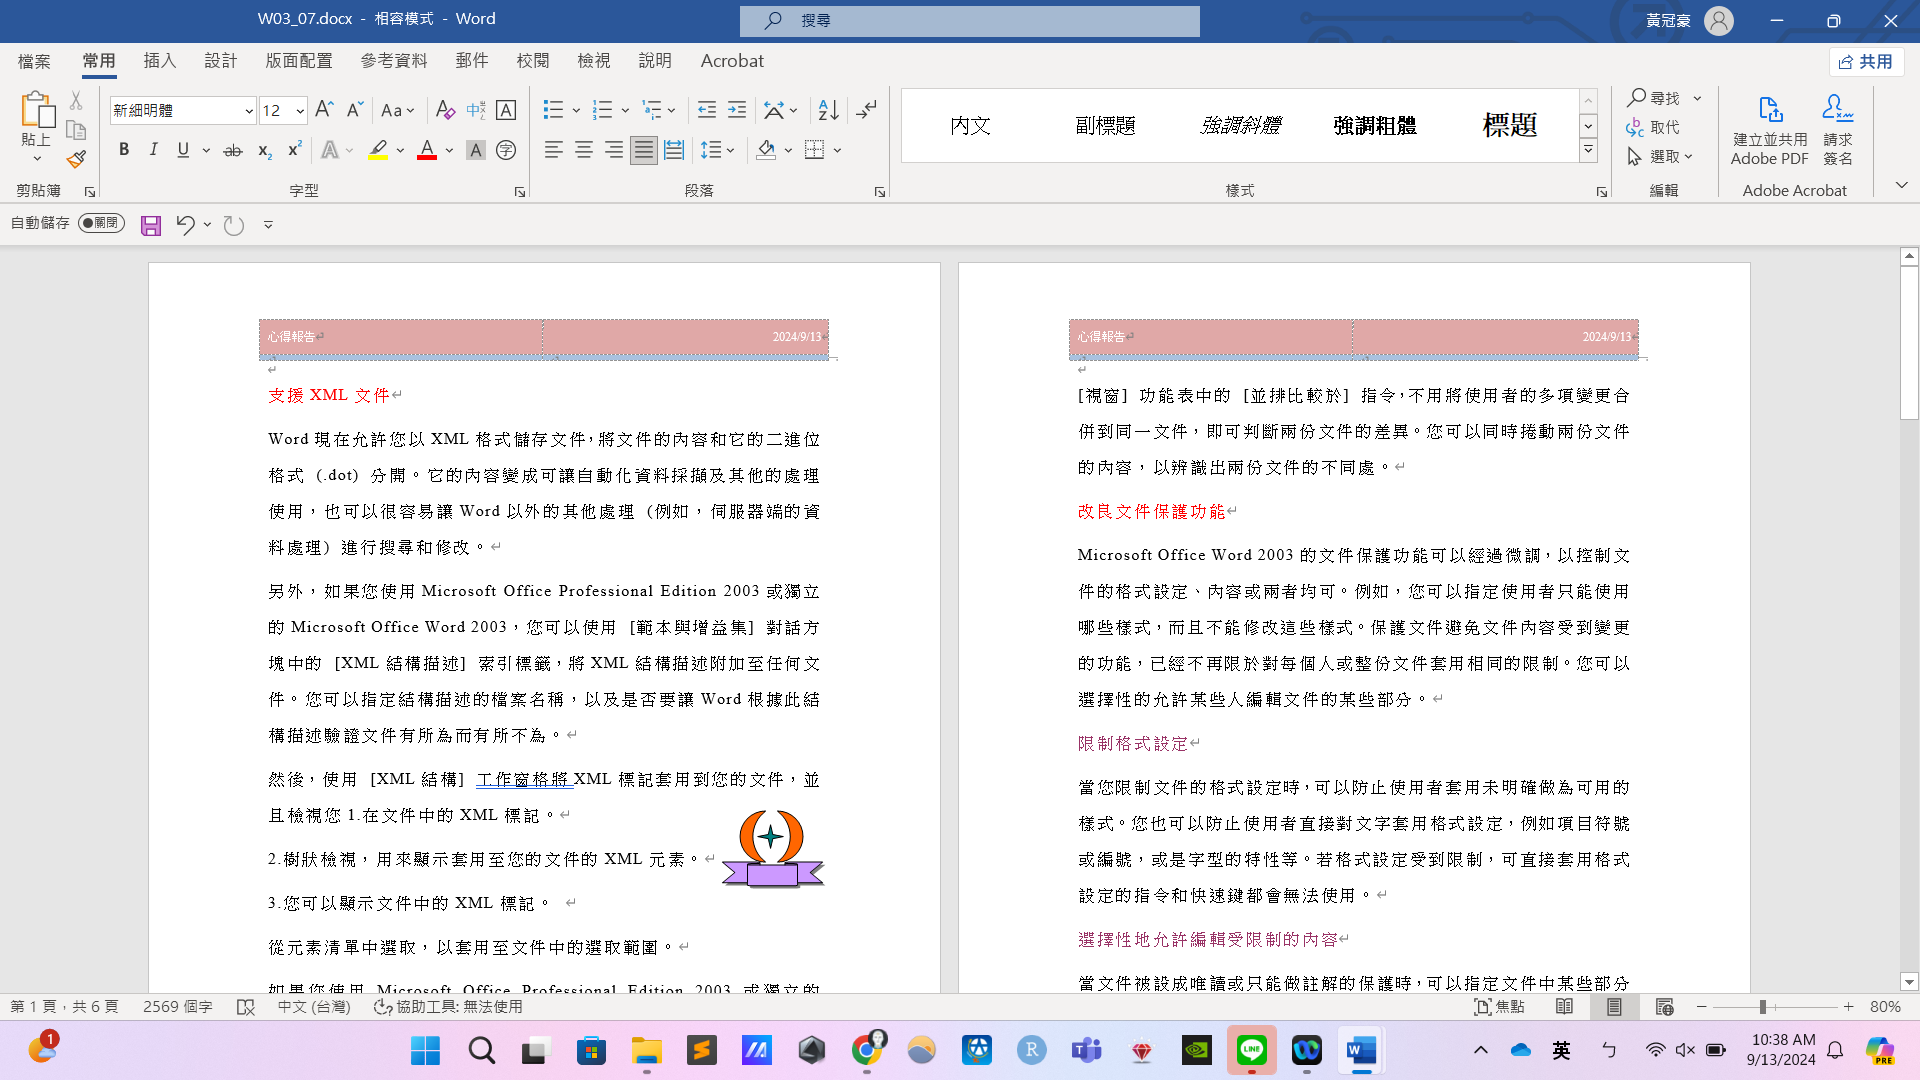 W03_07.docx - 相容模式 - Word
搜尋
黃冠豪
檔案 常用 插入 設計 版面配置 參考資料 郵件 校閱 檢視 說明 Acrobat
共用
新細明體 12
Aa
內文 副標題 強調斜體 強調粗體 標題
尋找
取代
選取
貼上
建立並共用
Adobe PDF
請求
簽名
剪貼簿 字型 段落 樣式 編輯 Adobe Acrobat
自動儲存 關閉
心得報告 2024/9/13
支援 XML 文件
Word 現在允許您以 XML 格式儲存文件，將文件的內容和它的二進位
格式（.dot）分開。它的內容變成可讓自動化資料採擷及其他的處理
使用，也可以很容易讓 Word 以外的其他處理（例如，伺服器端的資
料處理）進行搜尋和修改。
另外，如果您使用 Microsoft Office Professional Edition 2003 或獨立
的 Microsoft Office Word 2003，您可以使用 [範本與增益集] 對話方
塊中的 [XML 結構描述] 索引標籤，將 XML 結構描述附加至任何文
件。您可以指定結構描述的檔案名稱，以及是否要讓 Word 根據此結
構描述驗證文件有所為而有所不為。
然後，使用 [XML 結構] 工作窗格將 XML 標記套用到您的文件，並
且檢視您 1.在文件中的 XML 標記。
2.樹狀檢視，用來顯示套用至您的文件的 XML 元素。
3.您可以顯示文件中的 XML 標記。
從元素清單中選取，以套用至文件中的選取範圍。
如果您使用 Microsoft Office Professional Edition 2003 或獨立的
心得報告 2024/9/13
[視窗] 功能表中的 [並排比較於] 指令，不用將使用者的多項變更合
併到同一文件，即可判斷兩份文件的差異。您可以同時捲動兩份文件
的內容，以辨識出兩份文件的不同處。
改良文件保護功能
Microsoft Office Word 2003 的文件保護功能可以經過微調，以控制文
件的格式設定、內容或兩者均可。例如，您可以指定使用者只能使用
哪些樣式，而且不能修改這些樣式。保護文件避免文件內容受到變更
的功能，已經不再限於對每個人或整份文件套用相同的限制。您可以
選擇性的允許某些人編輯文件的某些部分。
限制格式設定
當您限制文件的格式設定時，可以防止使用者套用未明確做為可用的
樣式。您也可以防止使用者直接對文字套用格式設定，例如項目符號
或編號，或是字型的特性等。若格式設定受到限制，可直接套用格式
設定的指令和快速鍵都會無法使用。
選擇性地允許編輯受限制的內容
當文件被設成唯讀或只能做註解的保護時，可以指定文件中某些部分
第 1 頁，共 6 頁 2569 個字 中文 (台灣) 協助工具: 無法使用
焦點 80%
1
英
ㄅ
10:38 AM
9/13/2024